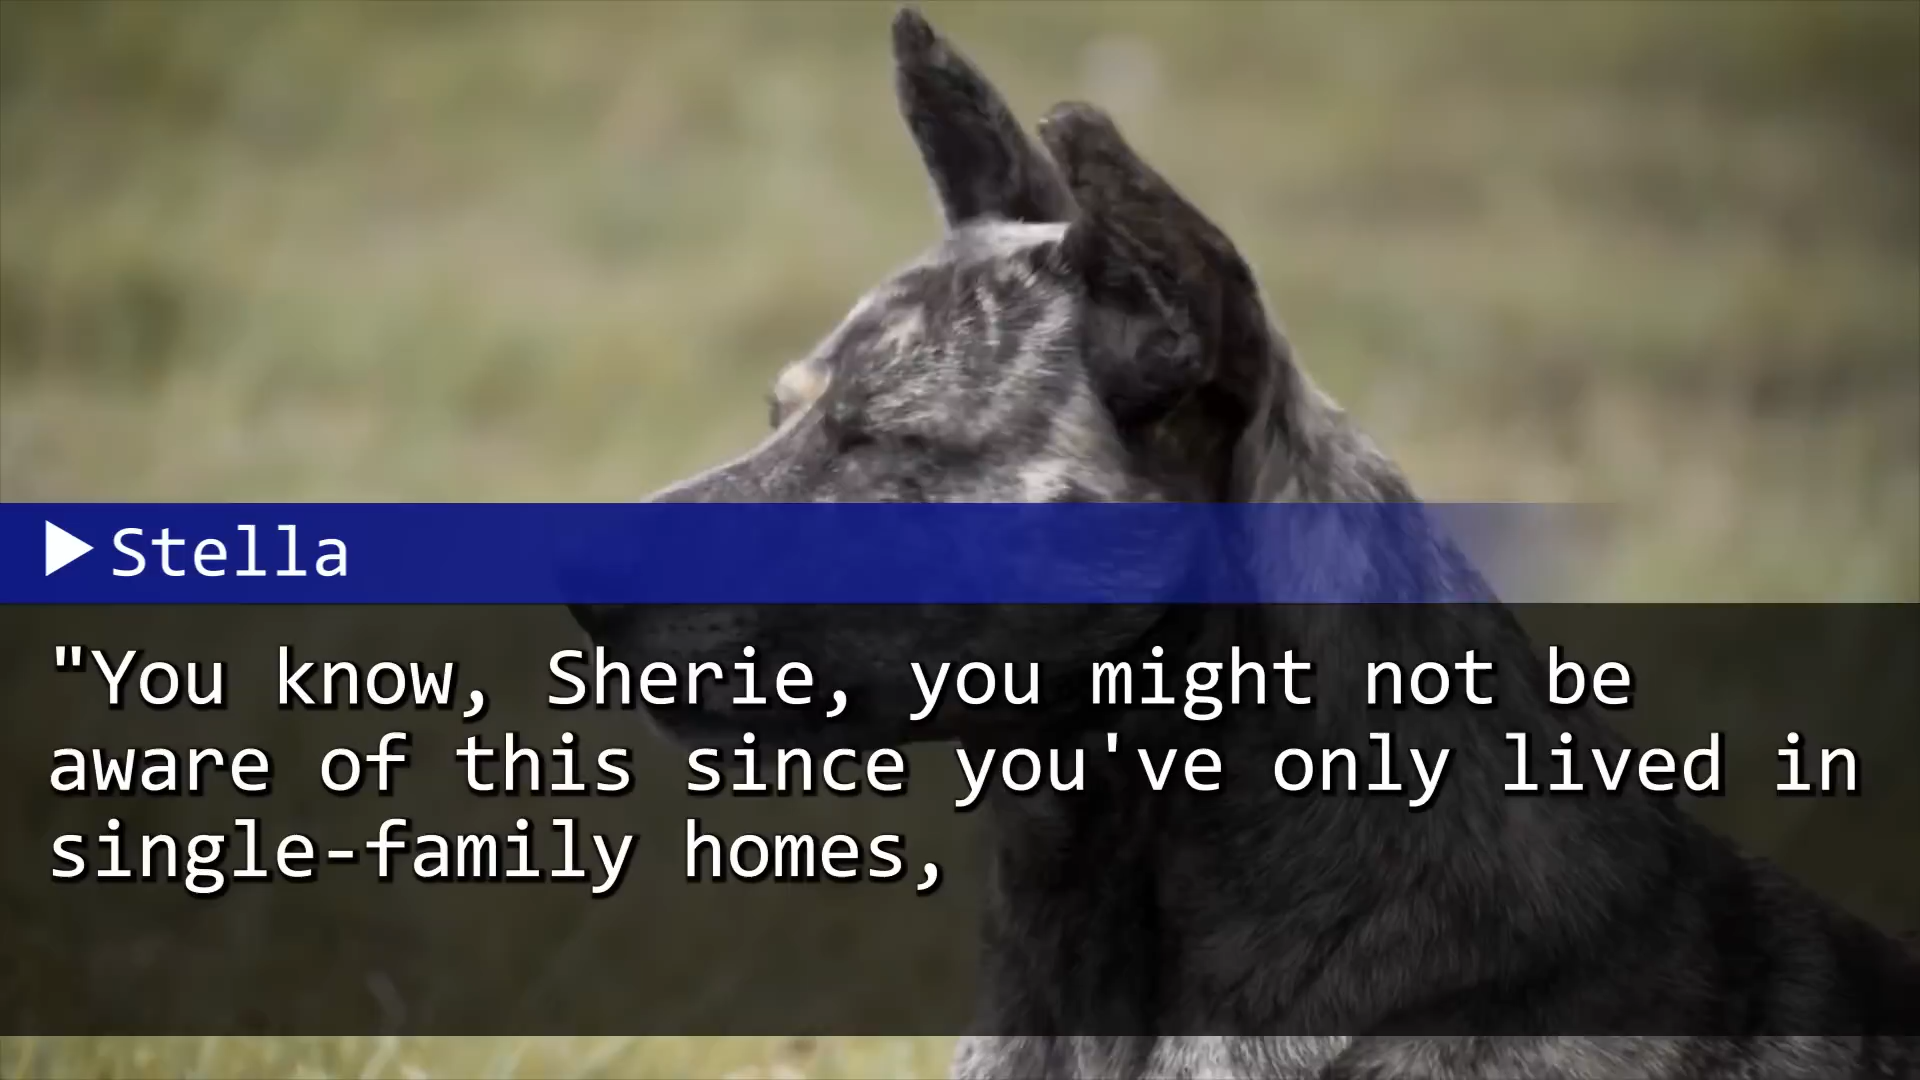 ▶Stella
"You know, Sherie, you might not be
aware of this since you've only lived in
single-family homes,